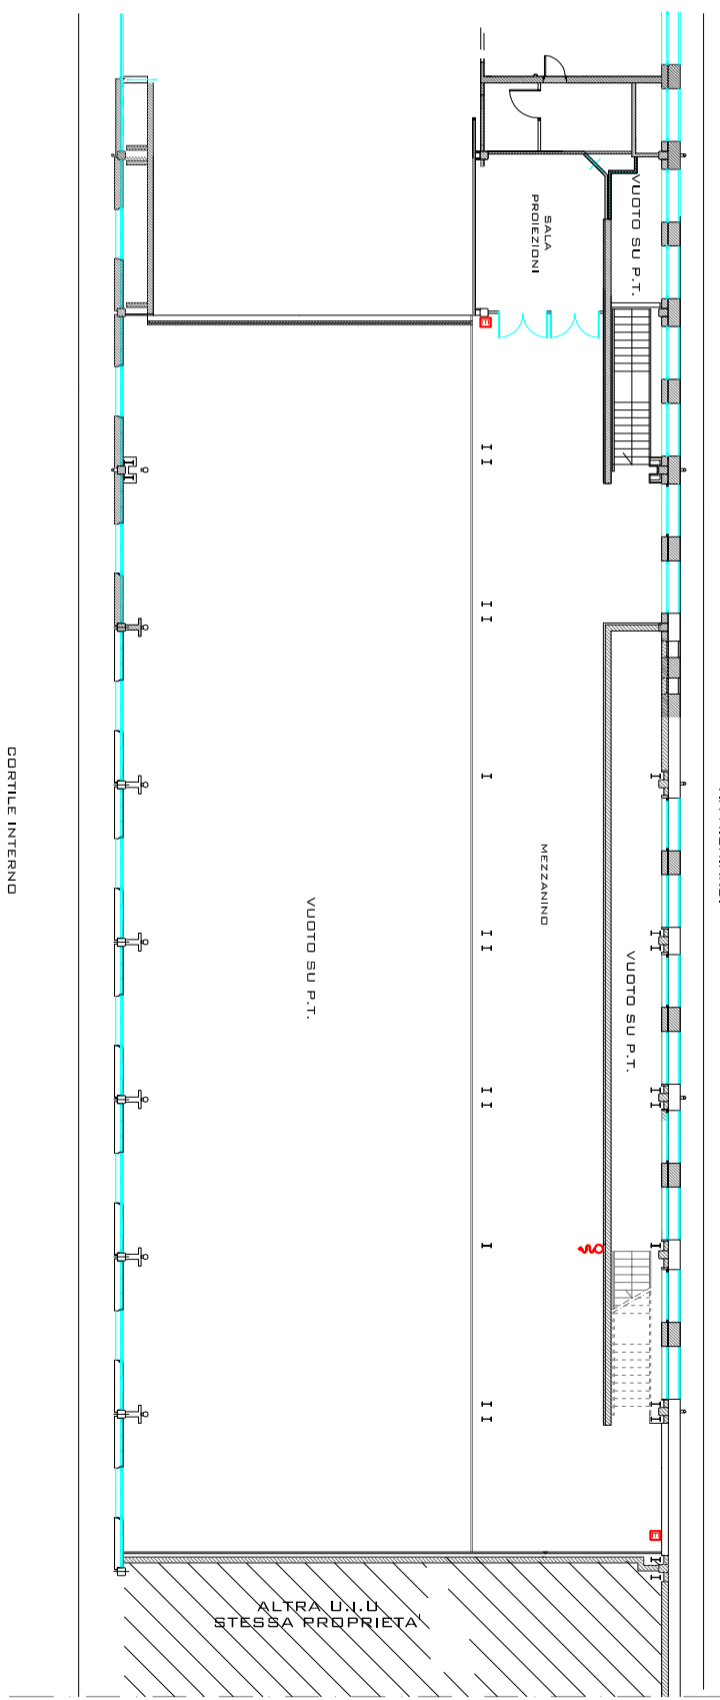 VUOTO SU P.T.
SALA
PROIEZIONI
MEZZANINO
VUOTO SU P.T.
VUOTO SU P.T.
CORTILE INTERNO
ALTRA U.I.U
STESSA PROPRIETA'